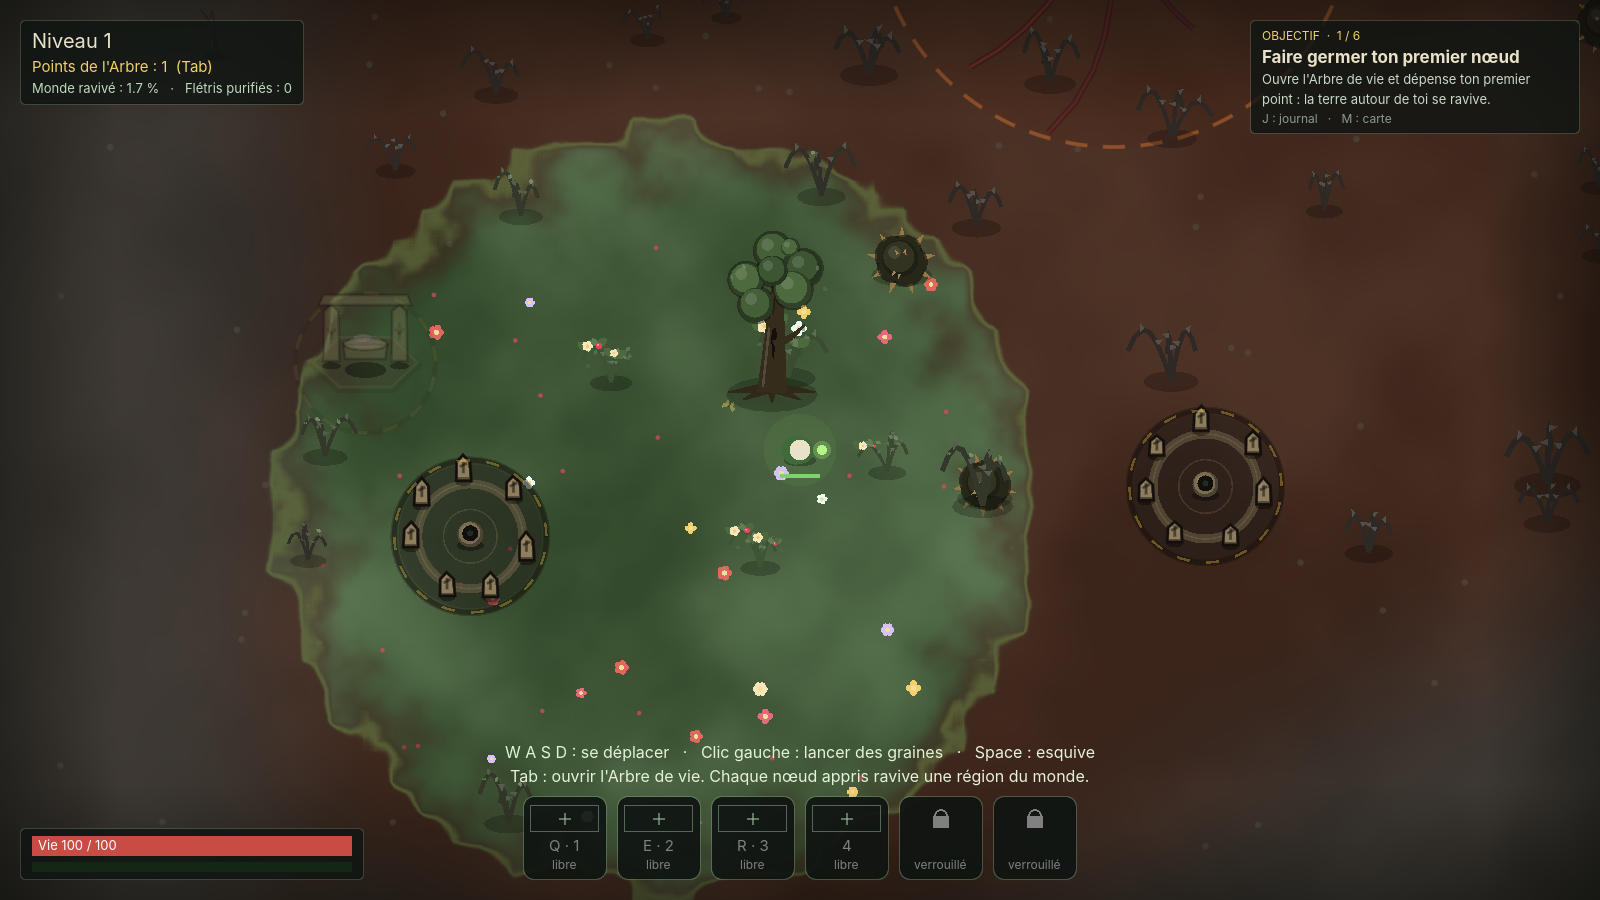 Niveau 1
Points de l'Arbre : 1  (Tab)
Monde ravivé : 1.7 %  ·  Flétris purifiés : 0
OBJECTIF · 1 / 6
Faire germer ton premier nœud
Ouvre l'Arbre de vie et dépense ton premier
point : la terre autour de toi se ravive.
J : journal  ·  M : carte
W A S D : se déplacer  ·  Clic gauche : lancer des graines  ·  Space : esquive
Tab : ouvrir l'Arbre de vie. Chaque nœud appris ravive une région du monde.
Q · 1
libre
E · 2
libre
R · 3
libre
4
libre
verrouillé
verrouillé
Vie 100 / 100